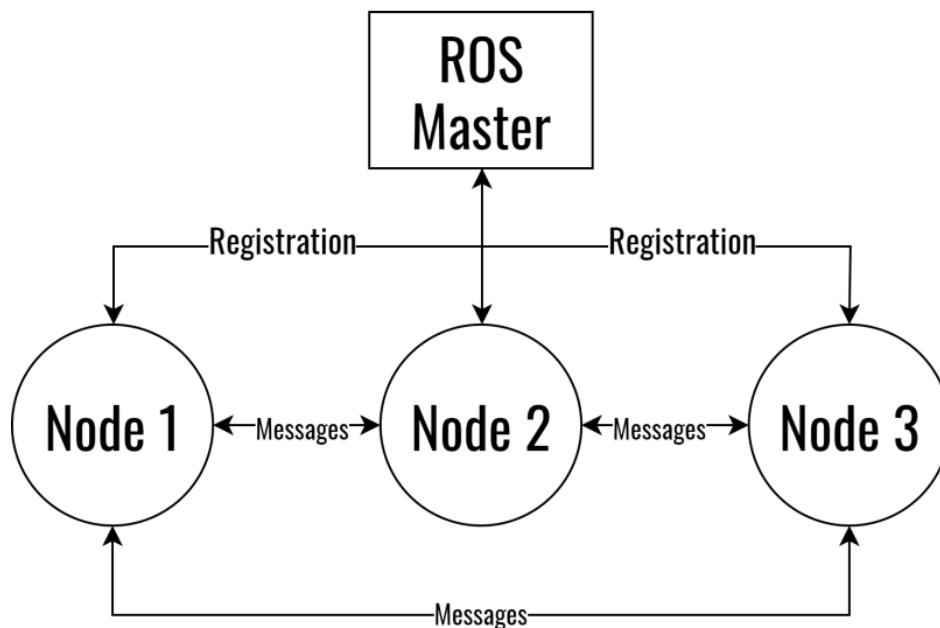 ROS
Master
Registration
Registration
Node 1
Messages
Node 2
Messages
Node 3
Messages